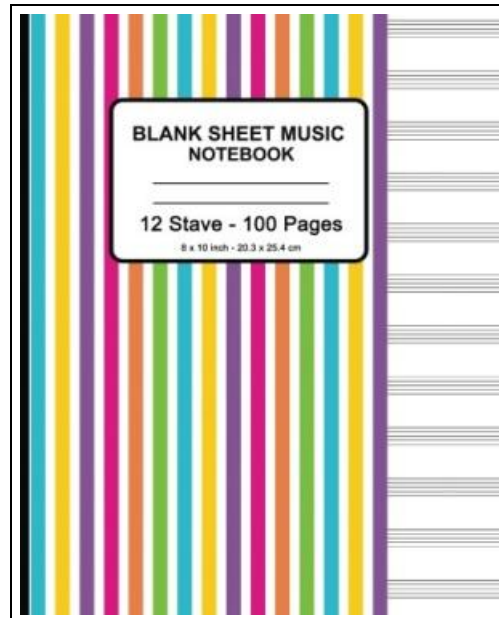 BLANK SHEET MUSIC
NOTEBOOK
12 Stave - 100 Pages
8 x 10 inch - 20.3 x 25.4 cm